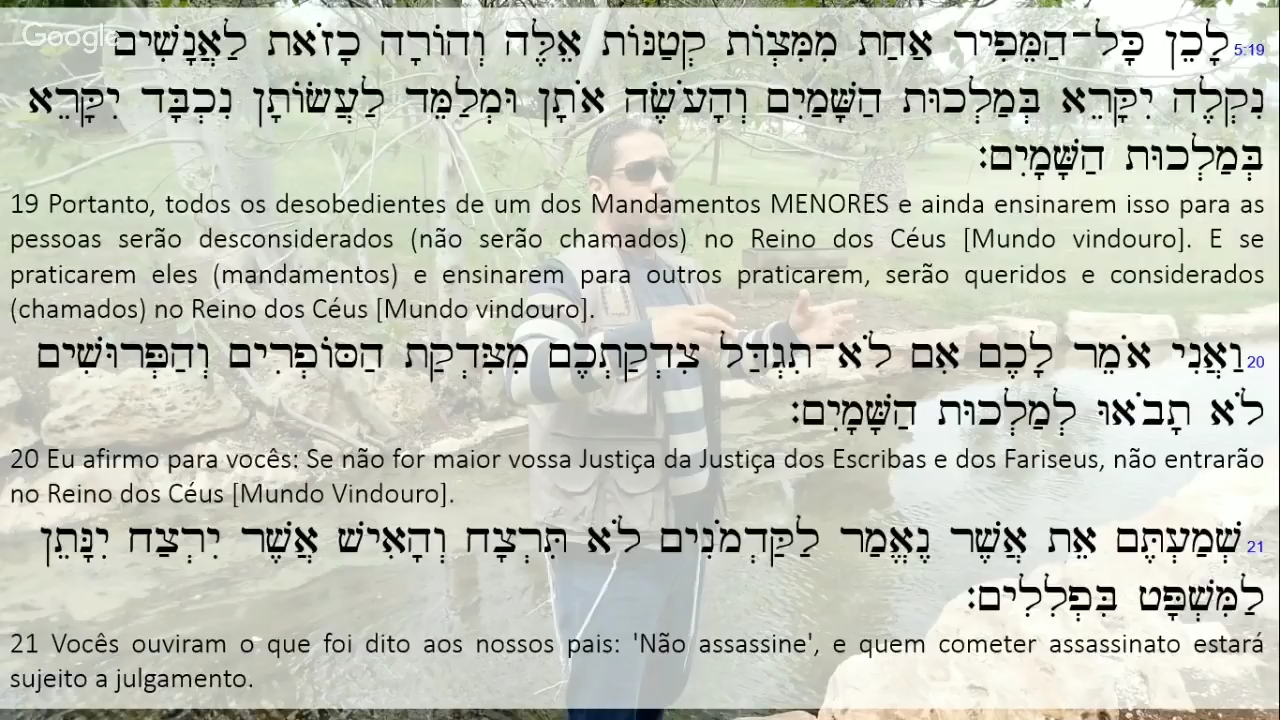 Google
5:19 לָכֵן כָּל־הַמֵּפִיר אַחַת מִמִּצְוֹת קְטַנּוֹת אֵלֶּה וְהוֹרָה כָזֹאת לַאֲנָשִׁים
נִקְלֶה יִקָּרֵא בְּמַלְכוּת הַשָּׁמַיִם וְהָעֹשֶׂה אֹתָן וּמְלַמֵּד לַעֲשׂוֹתָן נִכְבָּד יִקָּרֵא
בְּמַלְכוּת הַשָּׁמָיִם׃
19 Portanto, todos os desobedientes de um dos Mandamentos MENORES e ainda ensinarem isso para as
pessoas serão desconsiderados (não serão chamados) no Reino dos Céus [Mundo vindouro]. E se
praticarem eles (mandamentos) e ensinarem para outros praticarem, serão queridos e considerados
(chamados) no Reino dos Céus [Mundo vindouro].
20 וַאֲנִי אֹמֵר לָכֶם אִם לֹא־תִגְדַּל צִדְקַתְכֶם מִצִּדְקַת הַסּוֹפְרִים וְהַפְּרוּשִׁים
לֹא תָבֹאוּ לְמַלְכוּת הַשָּׁמָיִם׃
20 Eu afirmo para vocês: Se não for maior vossa Justiça da Justiça dos Escribas e dos Fariseus, não entrarão
no Reino dos Céus [Mundo Vindouro].
21 שְׁמַעְתֶּם אֵת אֲשֶׁר נֶאֱמַר לַקַּדְמֹנִים לֹא תִּרְצָח וְהָאִישׁ אֲשֶׁר יִרְצַח יִנָּתֵן
לַמִּשְׁפָּט בִּפְלִלִים׃
21 Vocês ouviram o que foi dito aos nossos pais: 'Não assassine', e quem cometer assassinato estará
sujeito a julgamento.